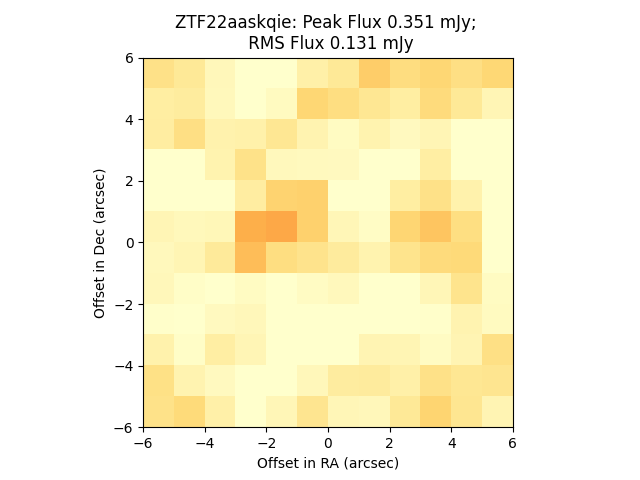 ZTF22aaskqie: Peak Flux 0.351 mJy;
RMS Flux 0.131 mJy
6
4
2
0
−2
−4
−6
Offset in Dec (arcsec)
−6 −4 −2 0 2 4 6
Offset in RA (arcsec)